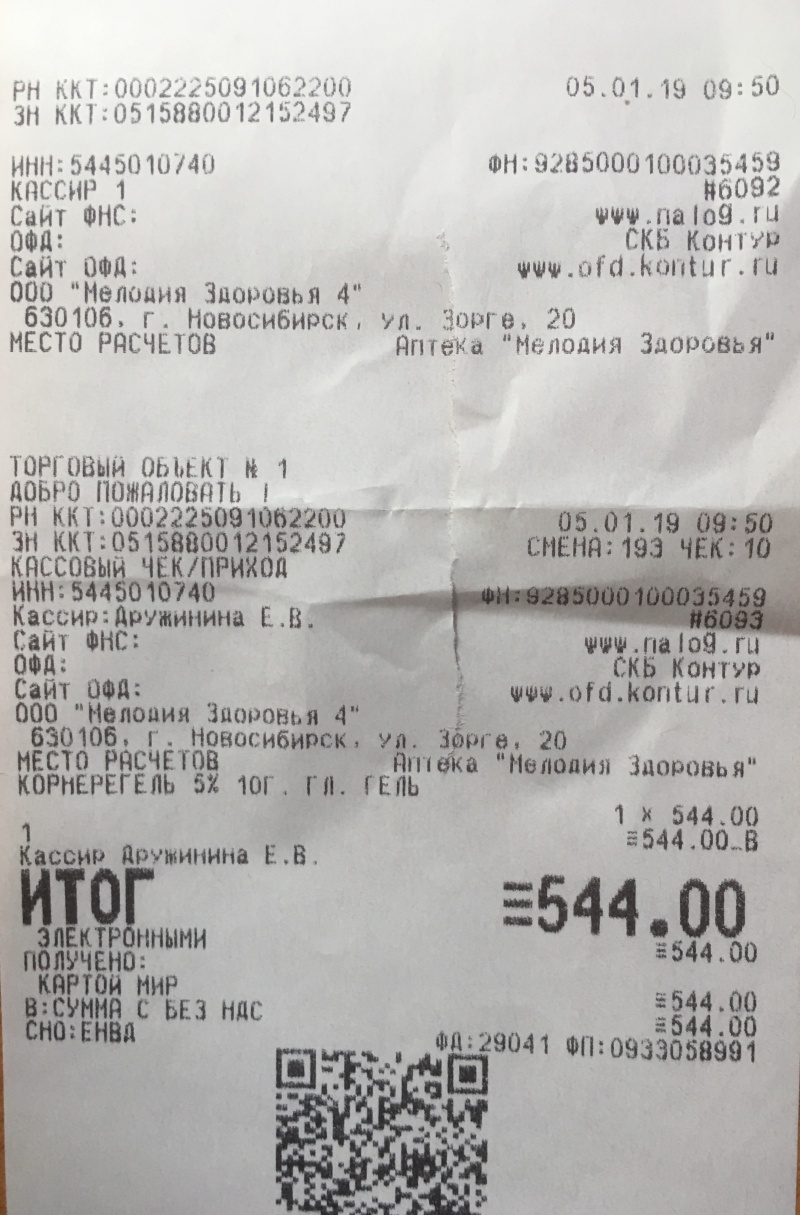 РН ККТ:0002225091062200 05.01.19 09:50
ЗН ККТ:0515880012152497
ИНН:5445010740 ФН:9285000100035459
КАССИР 1 #6092
Сайт ФНС: www.nalog.ru
ОФД: СКБ Контур
Сайт ОФД: www.ofd.kontur.ru
ООО "Мелодия Здоровья 4"
630106, г. Новосибирск, ул. Зорге, 20
МЕСТО РАСЧЕТОВ Аптека "Мелодия Здоровья"
ТОРГОВЫЙ ОБЪЕКТ № 1
ДОБРО ПОЖАЛОВАТЬ !
РН ККТ:0002225091062200 05.01.19 09:50
ЗН ККТ:0515880012152497 СМЕНА:193 ЧЕК:10
КАССОВЫЙ ЧЕК/ПРИХОД
ИНН:5445010740 ФН:9285000100035459
Кассир:Дружинина Е.В. #6093
Сайт ФНС: www.nalog.ru
ОФД: СКБ Контур
Сайт ОФД: www.ofd.kontur.ru
ООО "Мелодия Здоровья 4"
630106, г. Новосибирск, ул. Зорге, 20
МЕСТО РАСЧЕТОВ Аптека "Мелодия Здоровья"
КОРНЕРЕГЕЛЬ 5% 10Г. ГЛ. ГЕЛЬ
1 x 544.00
1 ≡544.00_В
Кассир Дружинина Е.В.
ИТОГ ≡544.00
ЭЛЕКТРОННЫМИ ≡544.00
ПОЛУЧЕНО:
КАРТОЙ МИР ≡544.00
В:СУММА С БЕЗ НДС ≡544.00
СНО:ЕНВД ФД:29041 ФП:0933058991